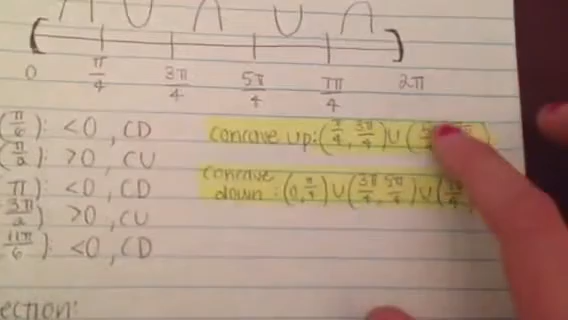 0 π/4 3π/4 5π/4 7π/4 2π
(π/6): <0, CD
(π/2): >0, CU
π): <0, CD
3π/2) >0, CU
11π/6): <0, CD
concave up: (π/4, 3π/4) ∪ (
concave
down: (0, π/4) ∪ (3π/4, 5π/4) ∪ (
ection: